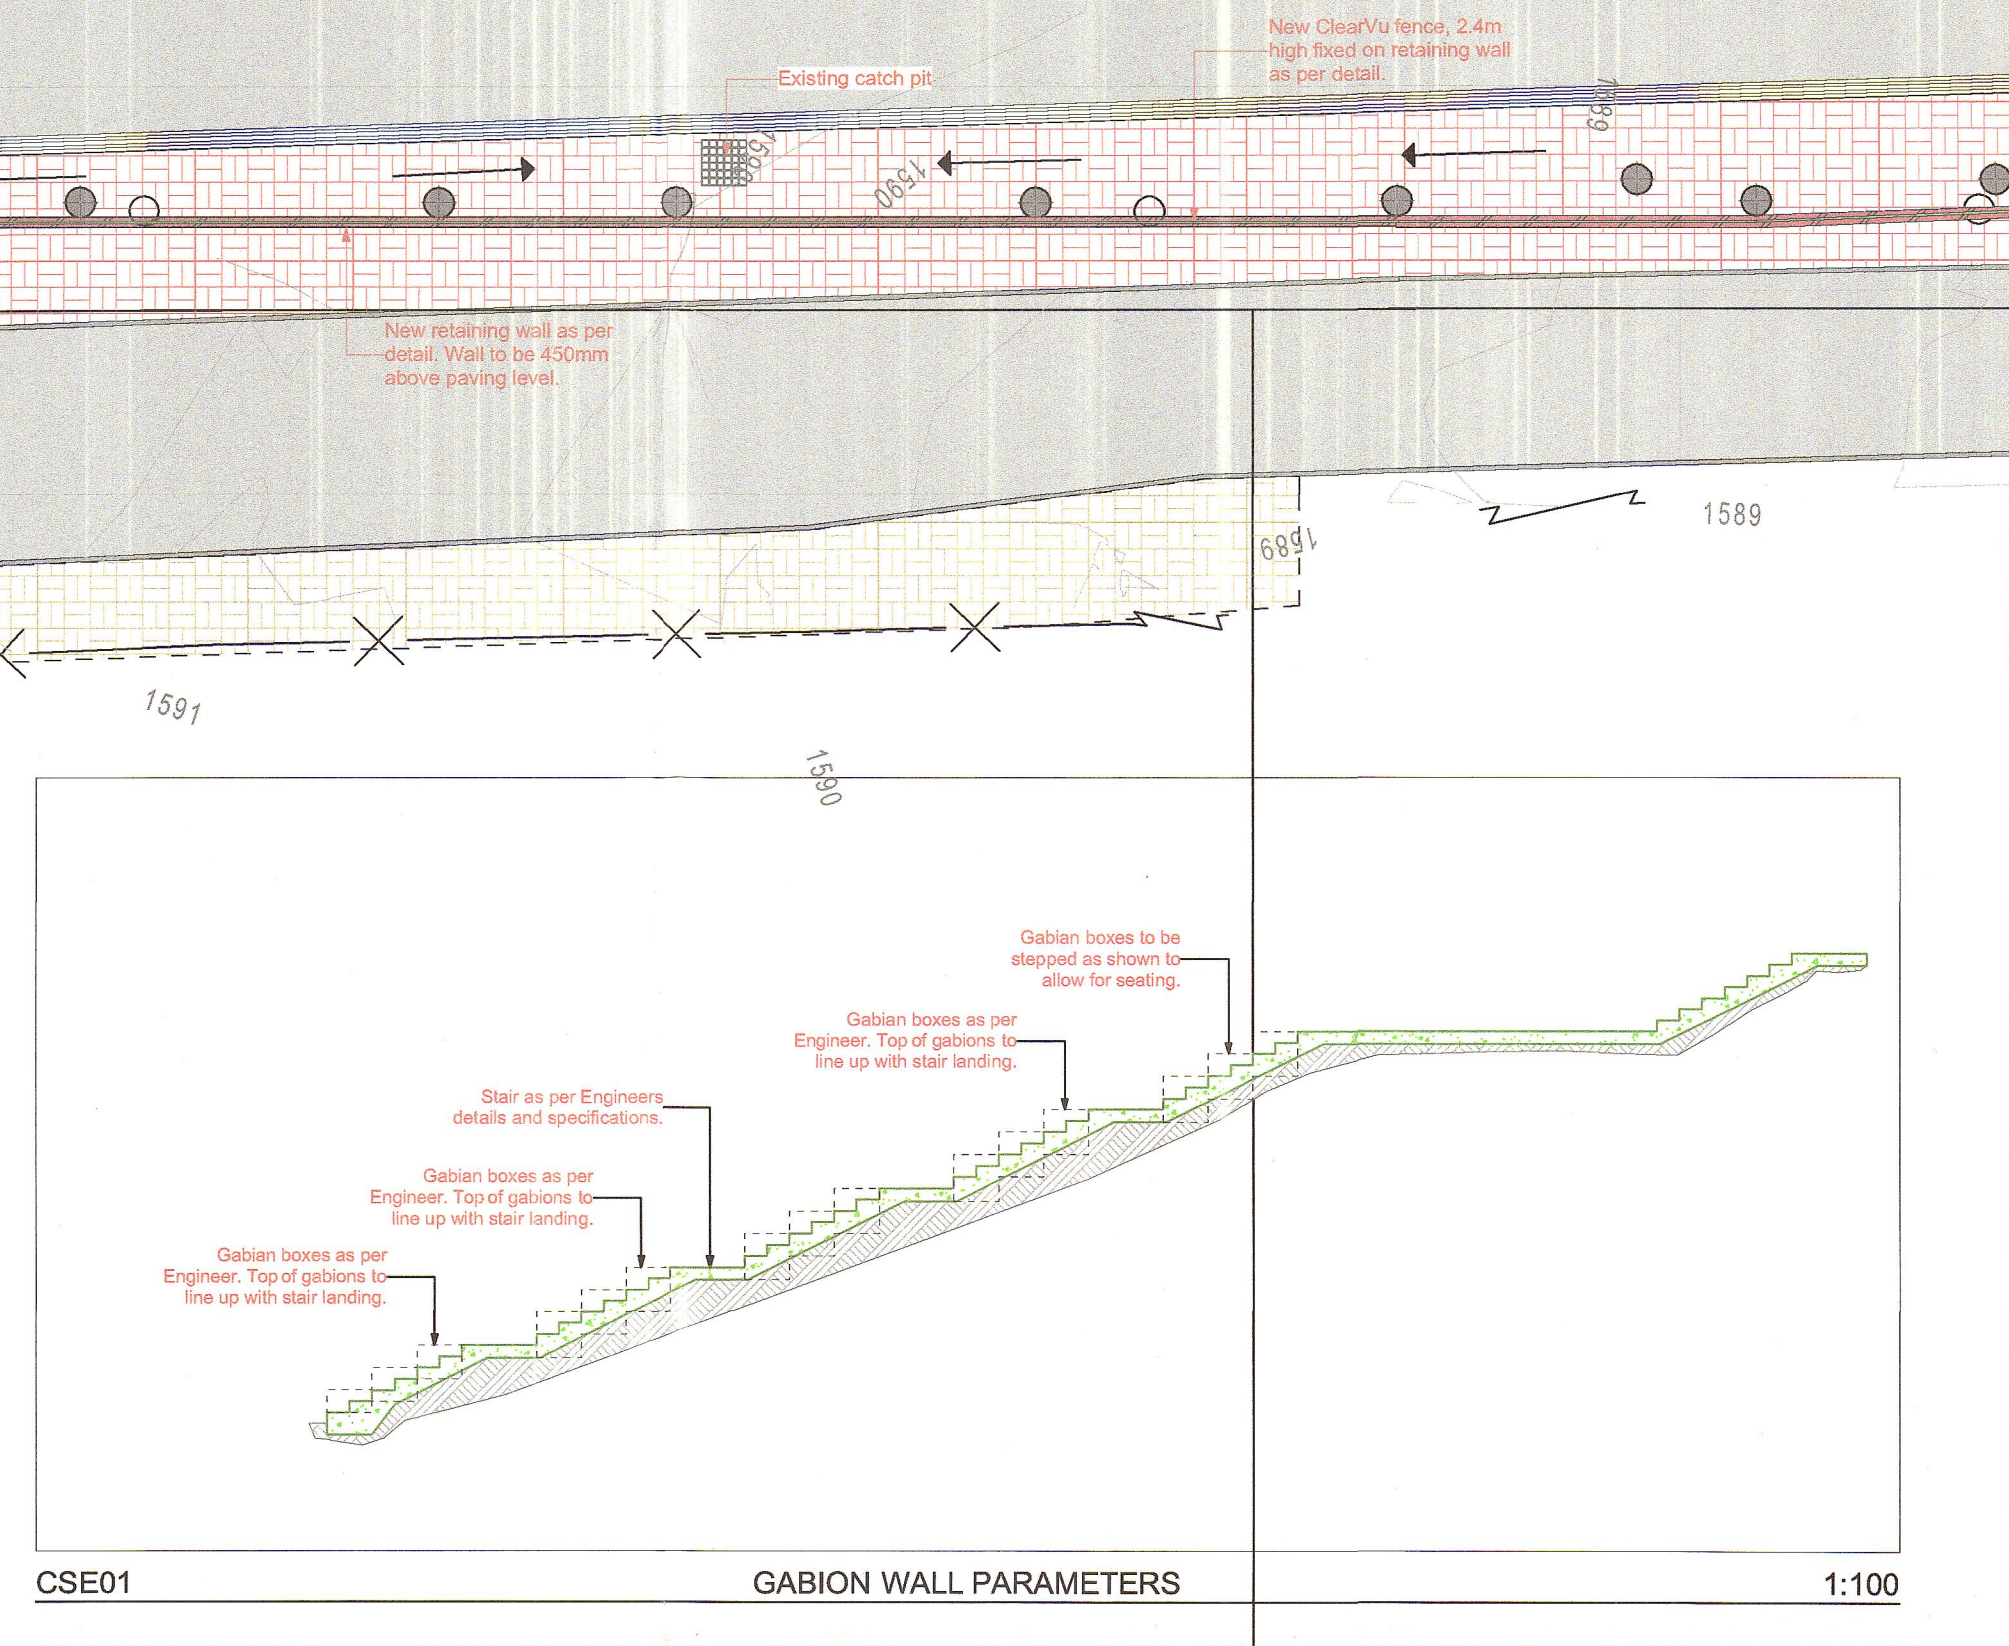 New ClearVu fence, 2.4m
high fixed on retaining wall
as per detail.
Existing catch pit
1589
1590
1590
New retaining wall as per
detail. Wall to be 450mm
above paving level.
1589
1589
1591
1590
Gabian boxes to be
stepped as shown to
allow for seating.
Gabian boxes as per
Engineer. Top of gabions to
line up with stair landing.
Stair as per Engineers
details and specifications.
Gabian boxes as per
Engineer. Top of gabions to
line up with stair landing.
Gabian boxes as per
Engineer. Top of gabions to
line up with stair landing.
CSE01
GABION WALL PARAMETERS
1:100